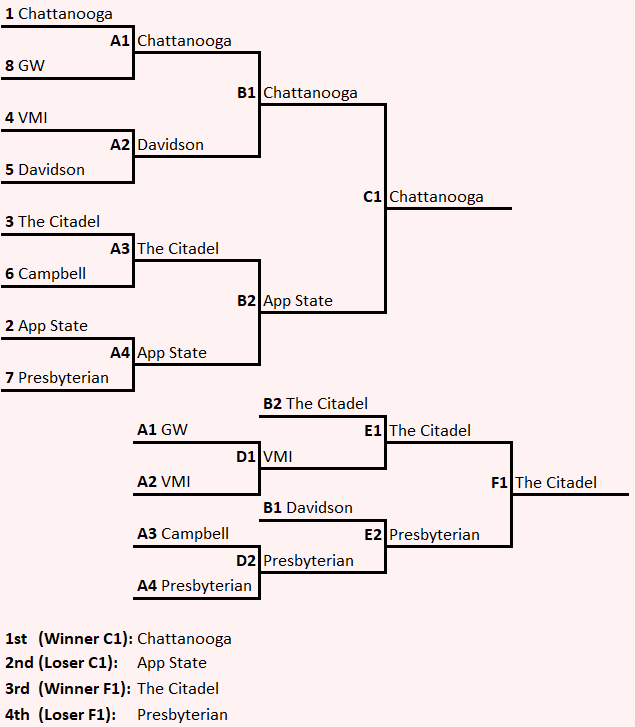 1 Chattanooga
A1 Chattanooga
8 GW
B1 Chattanooga
4 VMI
A2 Davidson
5 Davidson
C1 Chattanooga
3 The Citadel
A3 The Citadel
6 Campbell
B2 App State
2 App State
A4 App State
7 Presbyterian
B2 The Citadel
A1 GW
E1 The Citadel
D1 VMI
A2 VMI
F1 The Citadel
B1 Davidson
A3 Campbell
E2 Presbyterian
D2 Presbyterian
A4 Presbyterian
1st (Winner C1): Chattanooga
2nd (Loser C1): App State
3rd (Winner F1): The Citadel
4th (Loser F1): Presbyterian